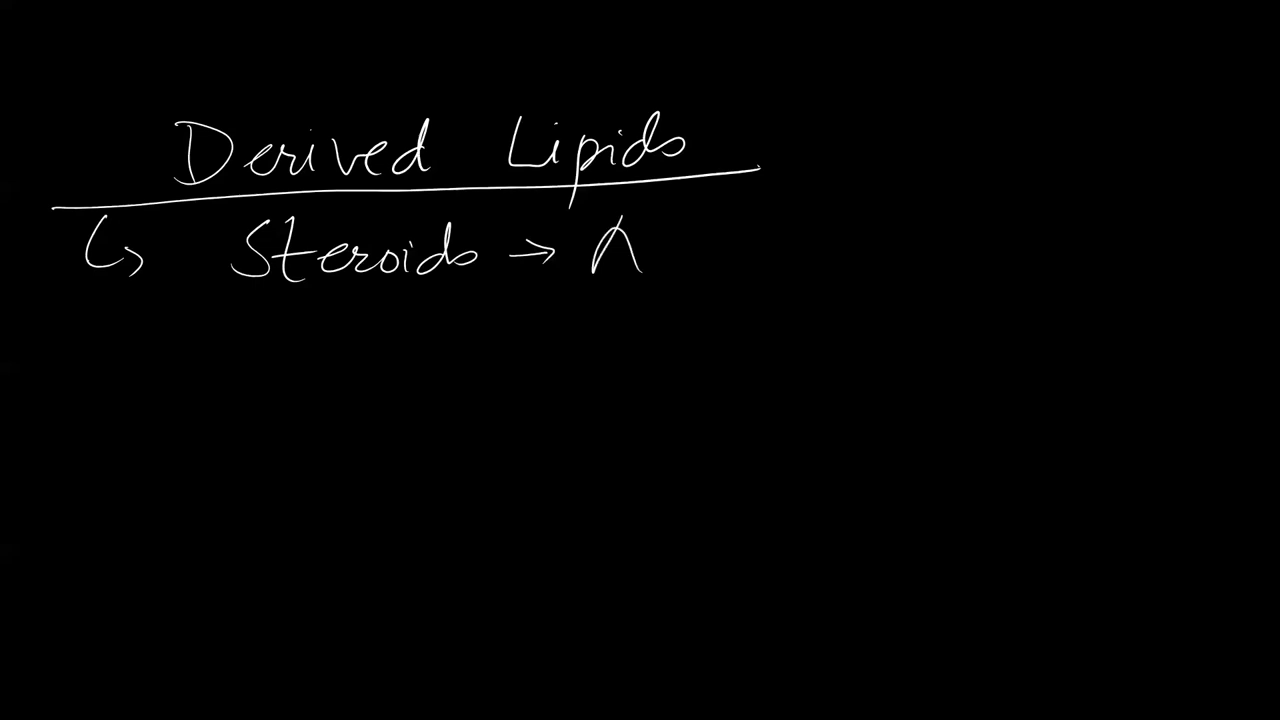 Derived Lipids
↳ Steroids →